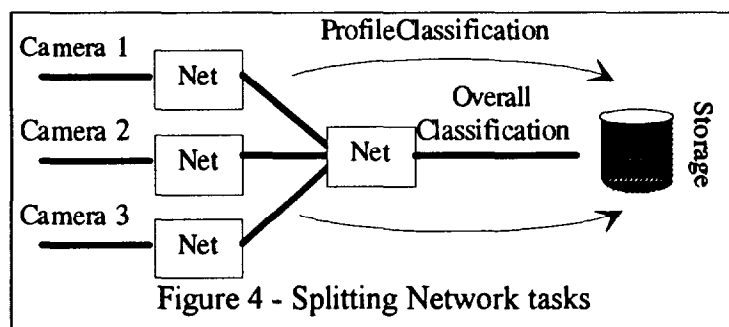 ProfileClassification
Camera 1
Net
Overall
Classification
Camera 2
Net
Net
Storage
Camera 3
Net
Figure 4 - Splitting Network tasks